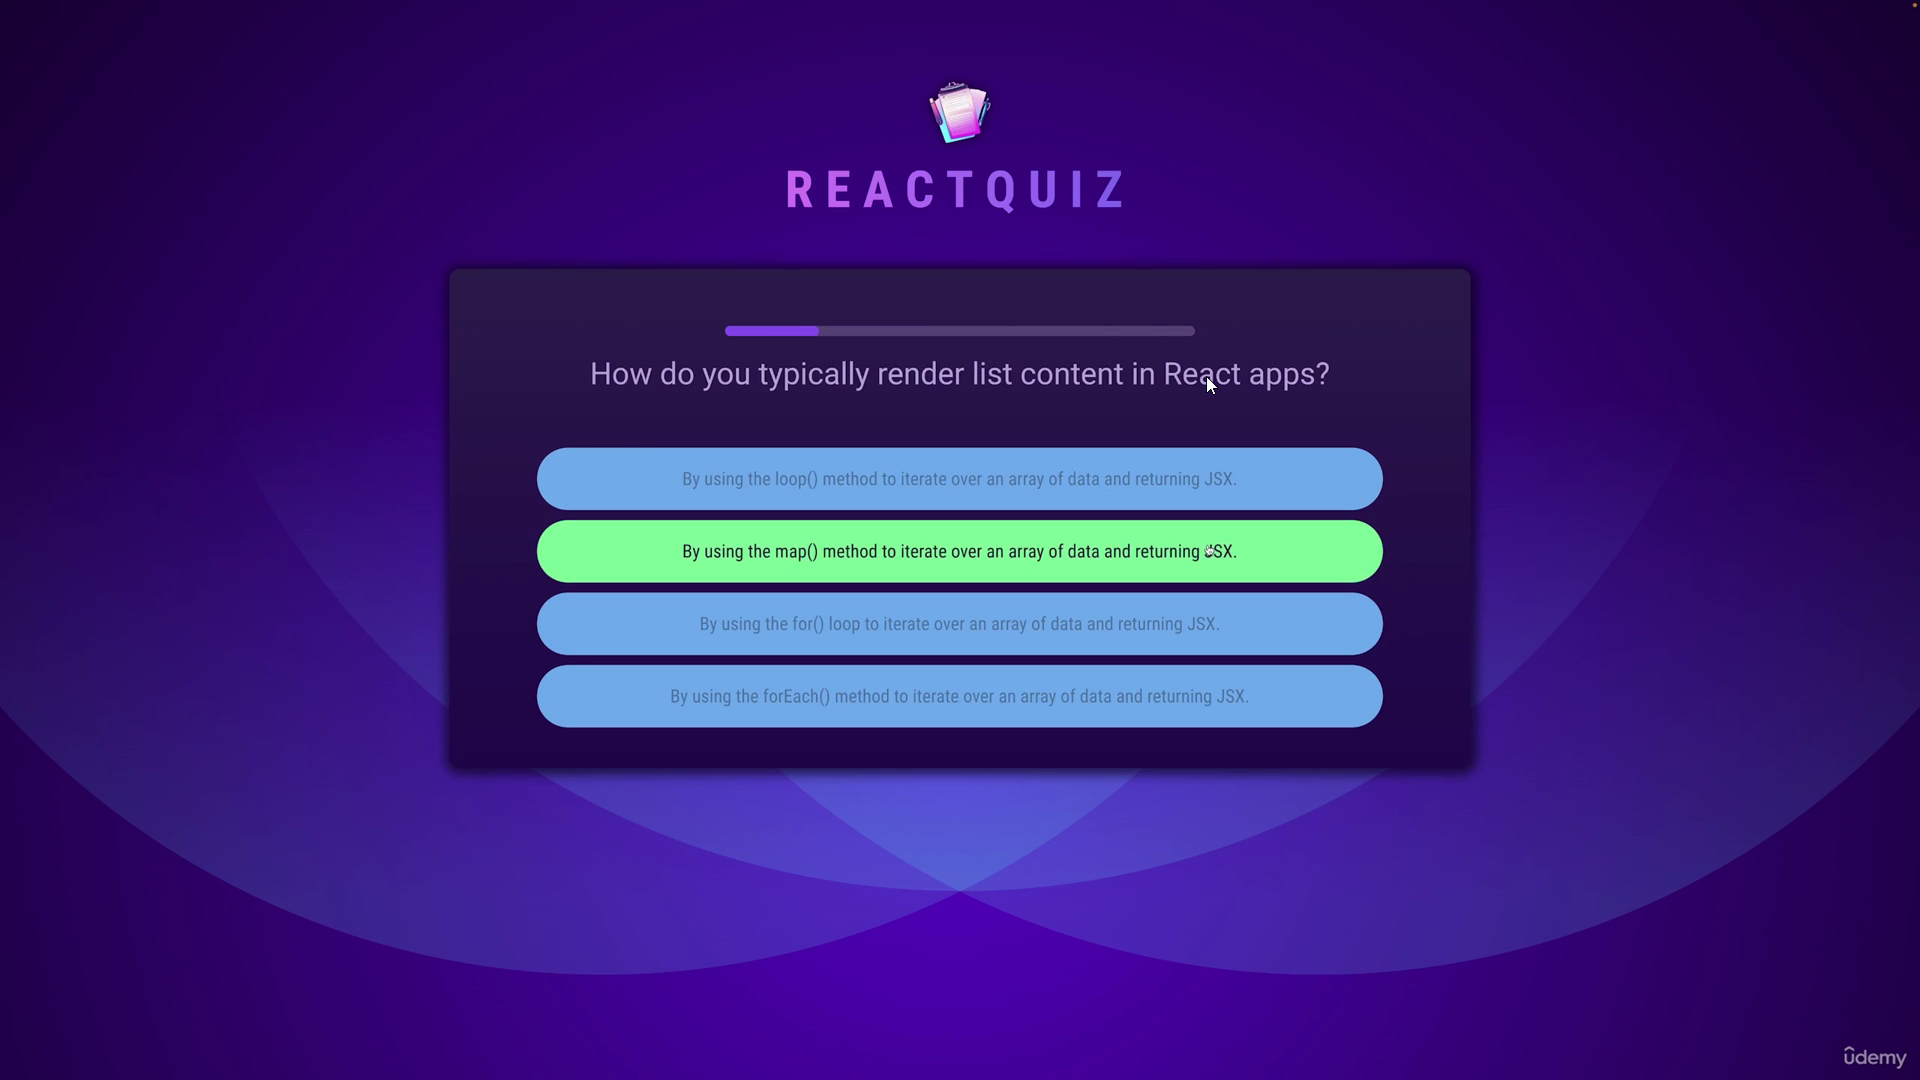 REACTQUIZ
How do you typically render list content in React apps?
By using the loop() method to iterate over an array of data and returning JSX.
By using the map() method to iterate over an array of data and returning JSX.
By using the for() loop to iterate over an array of data and returning JSX.
By using the forEach() method to iterate over an array of data and returning JSX.
ûdemy